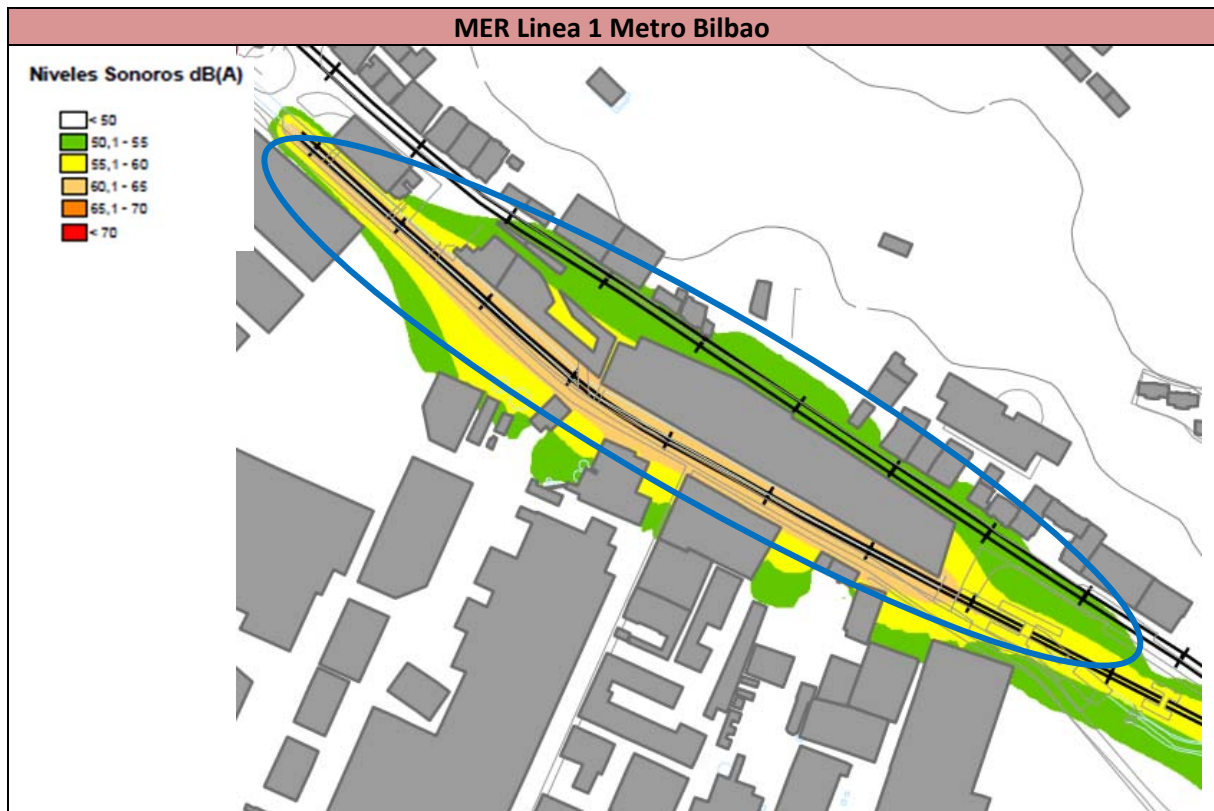 MER Linea 1 Metro Bilbao
Niveles Sonoros dB(A)
< 50
50,1 - 55
55,1 - 60
60,1 - 65
65,1 - 70
< 70